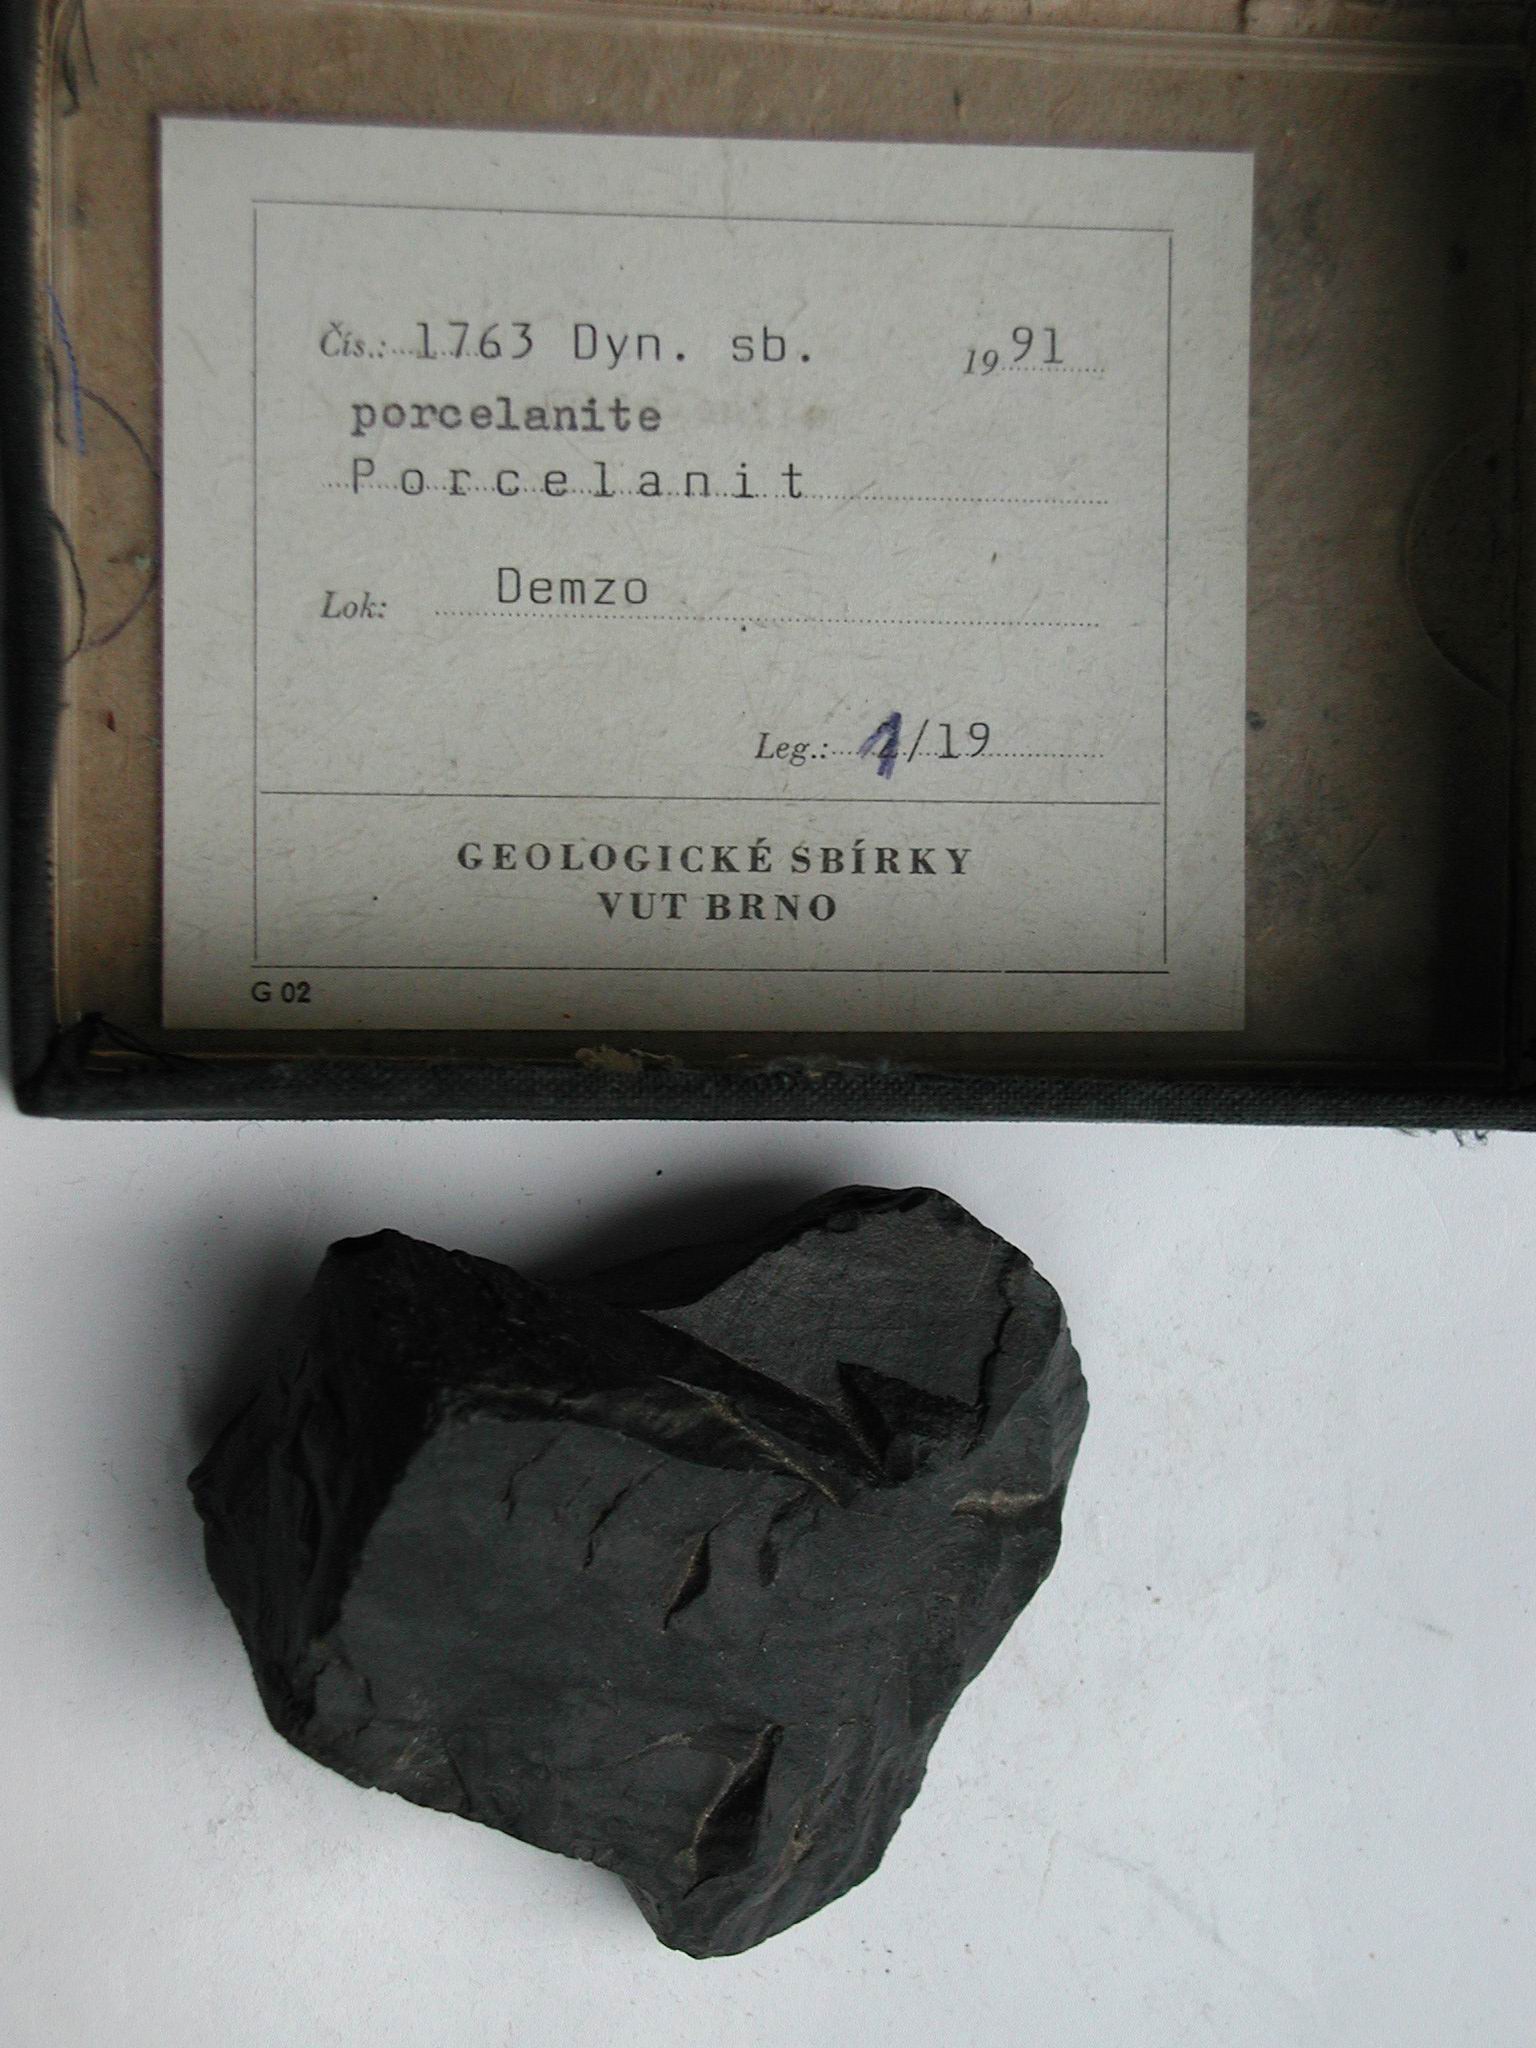 Čís.: 1763 Dyn. sb. 1991
porcelanite
Porcelanit
Lok: Demzo
Leg.: 1/19
GEOLOGICKÉ SBÍRKY
VUT BRNO
G 02